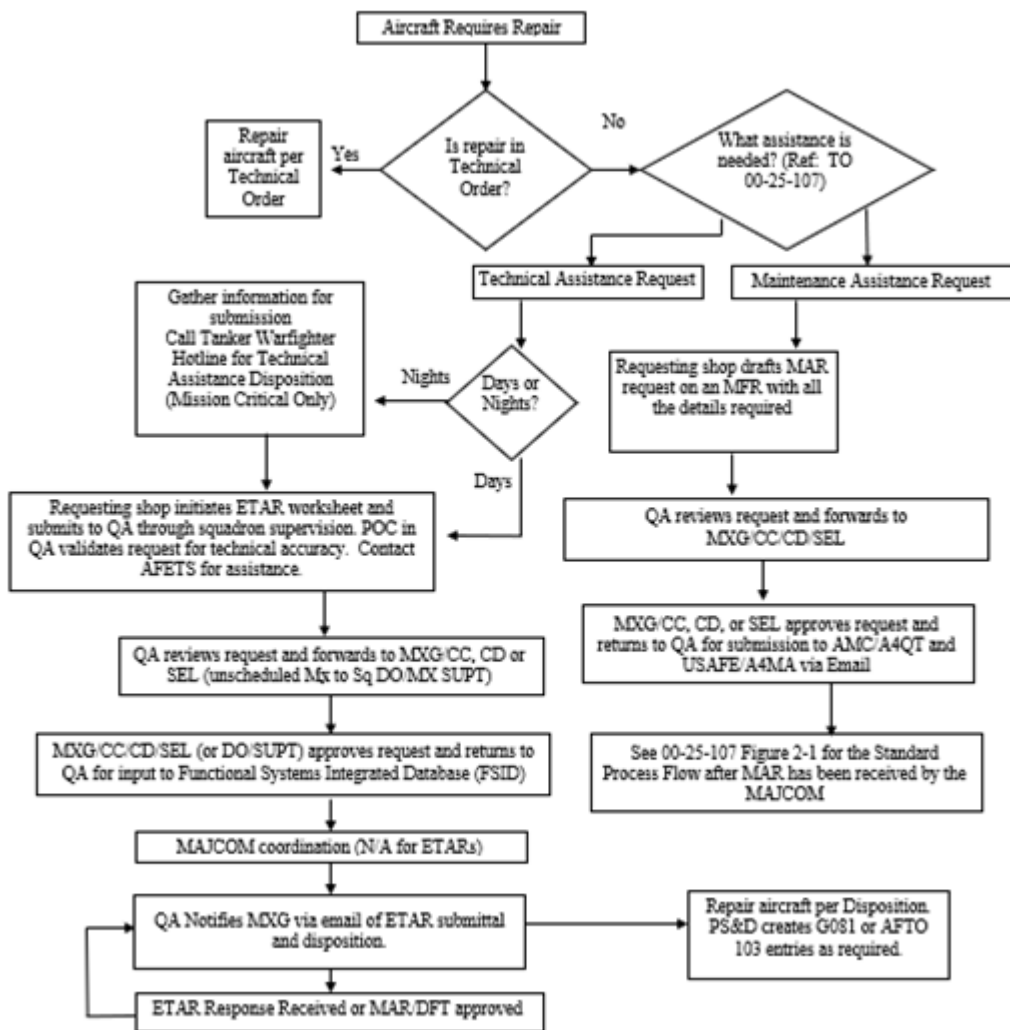 Aircraft Requires Repair
Repair
aircraft per
Technical
Order
Yes
Is repair in
Technical
Order?
No
What assistance is
needed? (Ref: TO
00-25-107)
Technical Assistance Request
Maintenance Assistance Request
Gather information for
submission
Call Tanker Warfighter
Hotline for Technical
Assistance Disposition
(Mission Critical Only)
Nights
Days or
Nights?
Days
Requesting shop drafts MAR
request on an MFR with all
the details required
Requesting shop initiates ETAR worksheet and
submits to QA through squadron supervision. POC in
QA validates request for technical accuracy. Contact
AFETS for assistance.
QA reviews request and forwards to
MXG/CC/CD/SEL
QA reviews request and forwards to MXG/CC, CD or
SEL (unscheduled Mx to Sq DO/MX SUPT)
MXG/CC, CD, or SEL approves request and
returns to QA for submission to AMC/A4QT and
USAFE/A4MA via Email
MXG/CC/CD/SEL (or DO/SUPT) approves request and returns to
QA for input to Functional Systems Integrated Database (FSID)
See 00-25-107 Figure 2-1 for the Standard
Process Flow after MAR has been received by the
MAJCOM
MAJCOM coordination (N/A for ETARs)
QA Notifies MXG via email of ETAR submittal
and disposition.
Repair aircraft per Disposition.
PS&D creates G081 or AFTO
103 entries as required.
ETAR Response Received or MAR/DFT approved